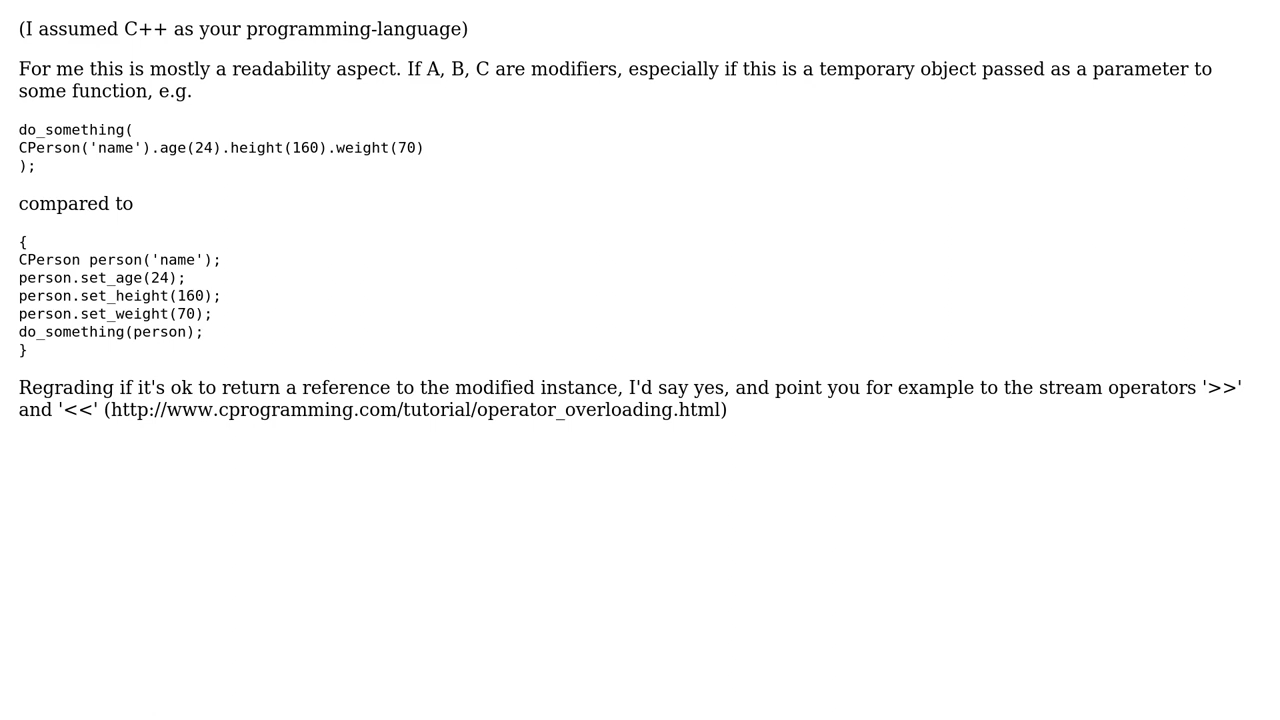 (I assumed C++ as your programming-language)
For me this is mostly a readability aspect. If A, B, C are modifiers, especially if this is a temporary object passed as a parameter to
some function, e.g.
do_something(
CPerson('name').age(24).height(160).weight(70)
);
compared to
{
CPerson person('name');
person.set_age(24);
person.set_height(160);
person.set_weight(70);
do_something(person);
}
Regrading if it's ok to return a reference to the modified instance, I'd say yes, and point you for example to the stream operators '>>'
and '<<' (http://www.cprogramming.com/tutorial/operator_overloading.html)